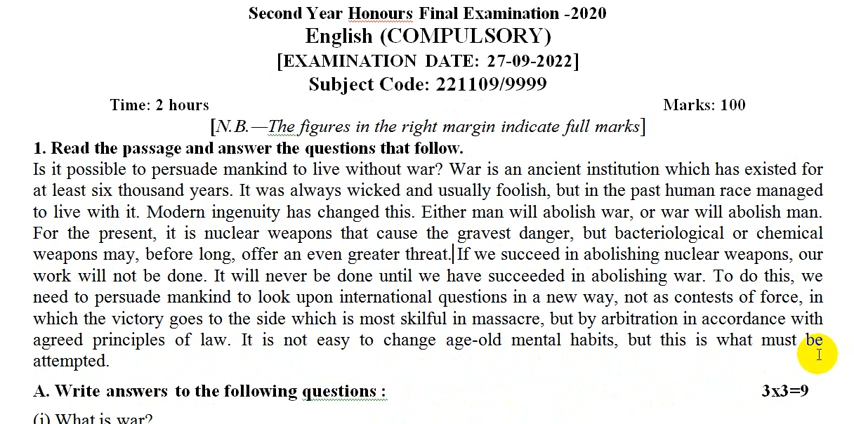 Second Year Honours Final Examination -2020
English (COMPULSORY)
[EXAMINATION DATE: 27-09-2022]
Subject Code: 221109/9999
Time: 2 hours Marks: 100
[N.B.—The figures in the right margin indicate full marks]
1. Read the passage and answer the questions that follow.
Is it possible to persuade mankind to live without war? War is an ancient institution which has existed for
at least six thousand years. It was always wicked and usually foolish, but in the past human race managed
to live with it. Modern ingenuity has changed this. Either man will abolish war, or war will abolish man.
For the present, it is nuclear weapons that cause the gravest danger, but bacteriological or chemical
weapons may, before long, offer an even greater threat. If we succeed in abolishing nuclear weapons, our
work will not be done. It will never be done until we have succeeded in abolishing war. To do this, we
need to persuade mankind to look upon international questions in a new way, not as contests of force, in
which the victory goes to the side which is most skilful in massacre, but by arbitration in accordance with
agreed principles of law. It is not easy to change age-old mental habits, but this is what must be
attempted.
A. Write answers to the following questions : 3x3=9
(i) What is war?